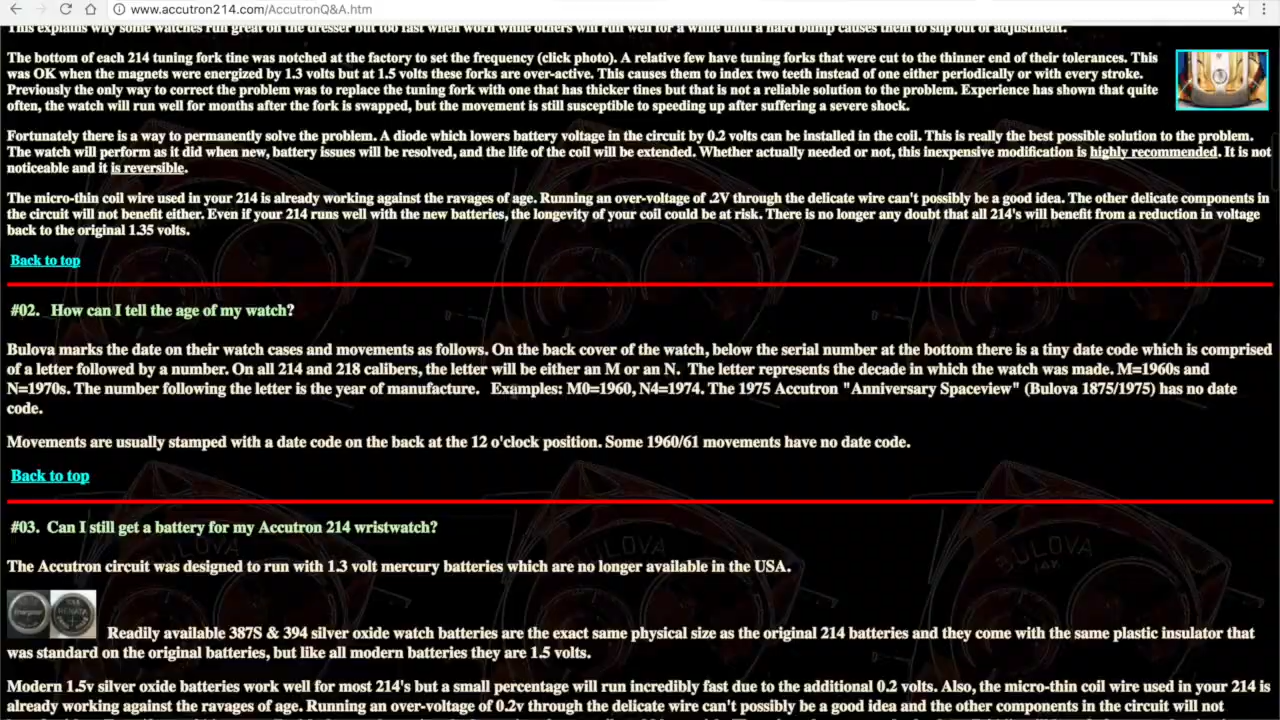 www.accutron214.com/AccutronQ&A.htm
This explains why some watches run great on the dresser but too fast when worn while others will run well for a while until a hard bump causes them to slip out of adjustment.
The bottom of each 214 tuning fork tine was notched at the factory to set the frequency (click photo). A relative few have tuning forks that were cut to the thinner end of their tolerances. This
was OK when the magnets were energized by 1.3 volts but at 1.5 volts these forks are over-active. This causes them to index two teeth instead of one either periodically or with every stroke.
Previously the only way to correct the problem was to replace the tuning fork with one that has thicker tines but that is not a reliable solution to the problem. Experience has shown that quite
often, the watch will run well for months after the fork is swapped, but the movement is still susceptible to speeding up after suffering a severe shock.
Fortunately there is a way to permanently solve the problem. A diode which lowers battery voltage in the circuit by 0.2 volts can be installed in the coil. This is really the best possible solution to the problem.
The watch will perform as it did when new, battery issues will be resolved, and the life of the coil will be extended. Whether actually needed or not, this inexpensive modification is highly recommended. It is not
noticeable and it is reversible.
The micro-thin coil wire used in your 214 is already working against the ravages of age. Running an over-voltage of .2V through the delicate wire can't possibly be a good idea. The other delicate components in
the circuit will not benefit either. Even if your 214 runs well with the new batteries, the longevity of your coil could be at risk. There is no longer any doubt that all 214's will benefit from a reduction in voltage
back to the original 1.35 volts.
Back to top
#02. How can I tell the age of my watch?
Bulova marks the date on their watch cases and movements as follows. On the back cover of the watch, below the serial number at the bottom there is a tiny date code which is comprised
of a letter followed by a number. On all 214 and 218 calibers, the letter will be either an M or an N. The letter represents the decade in which the watch was made. M=1960s and
N=1970s. The number following the letter is the year of manufacture. Examples: M0=1960, N4=1974. The 1975 Accutron "Anniversary Spaceview" (Bulova 1875/1975) has no date
code.
Movements are usually stamped with a date code on the back at the 12 o'clock position. Some 1960/61 movements have no date code.
Back to top
#03. Can I still get a battery for my Accutron 214 wristwatch?
The Accutron circuit was designed to run with 1.3 volt mercury batteries which are no longer available in the USA.
Readily available 387S & 394 silver oxide watch batteries are the exact same physical size as the original 214 batteries and they come with the same plastic insulator that
was standard on the original batteries, but like all modern batteries they are 1.5 volts.
Modern 1.5v silver oxide batteries work well for most 214's but a small percentage will run incredibly fast due to the additional 0.2 volts. Also, the micro-thin coil wire used in your 214 is
already working against the ravages of age. Running an over-voltage of 0.2v through the delicate wire can't possibly be a good idea and the other components in the circuit will not